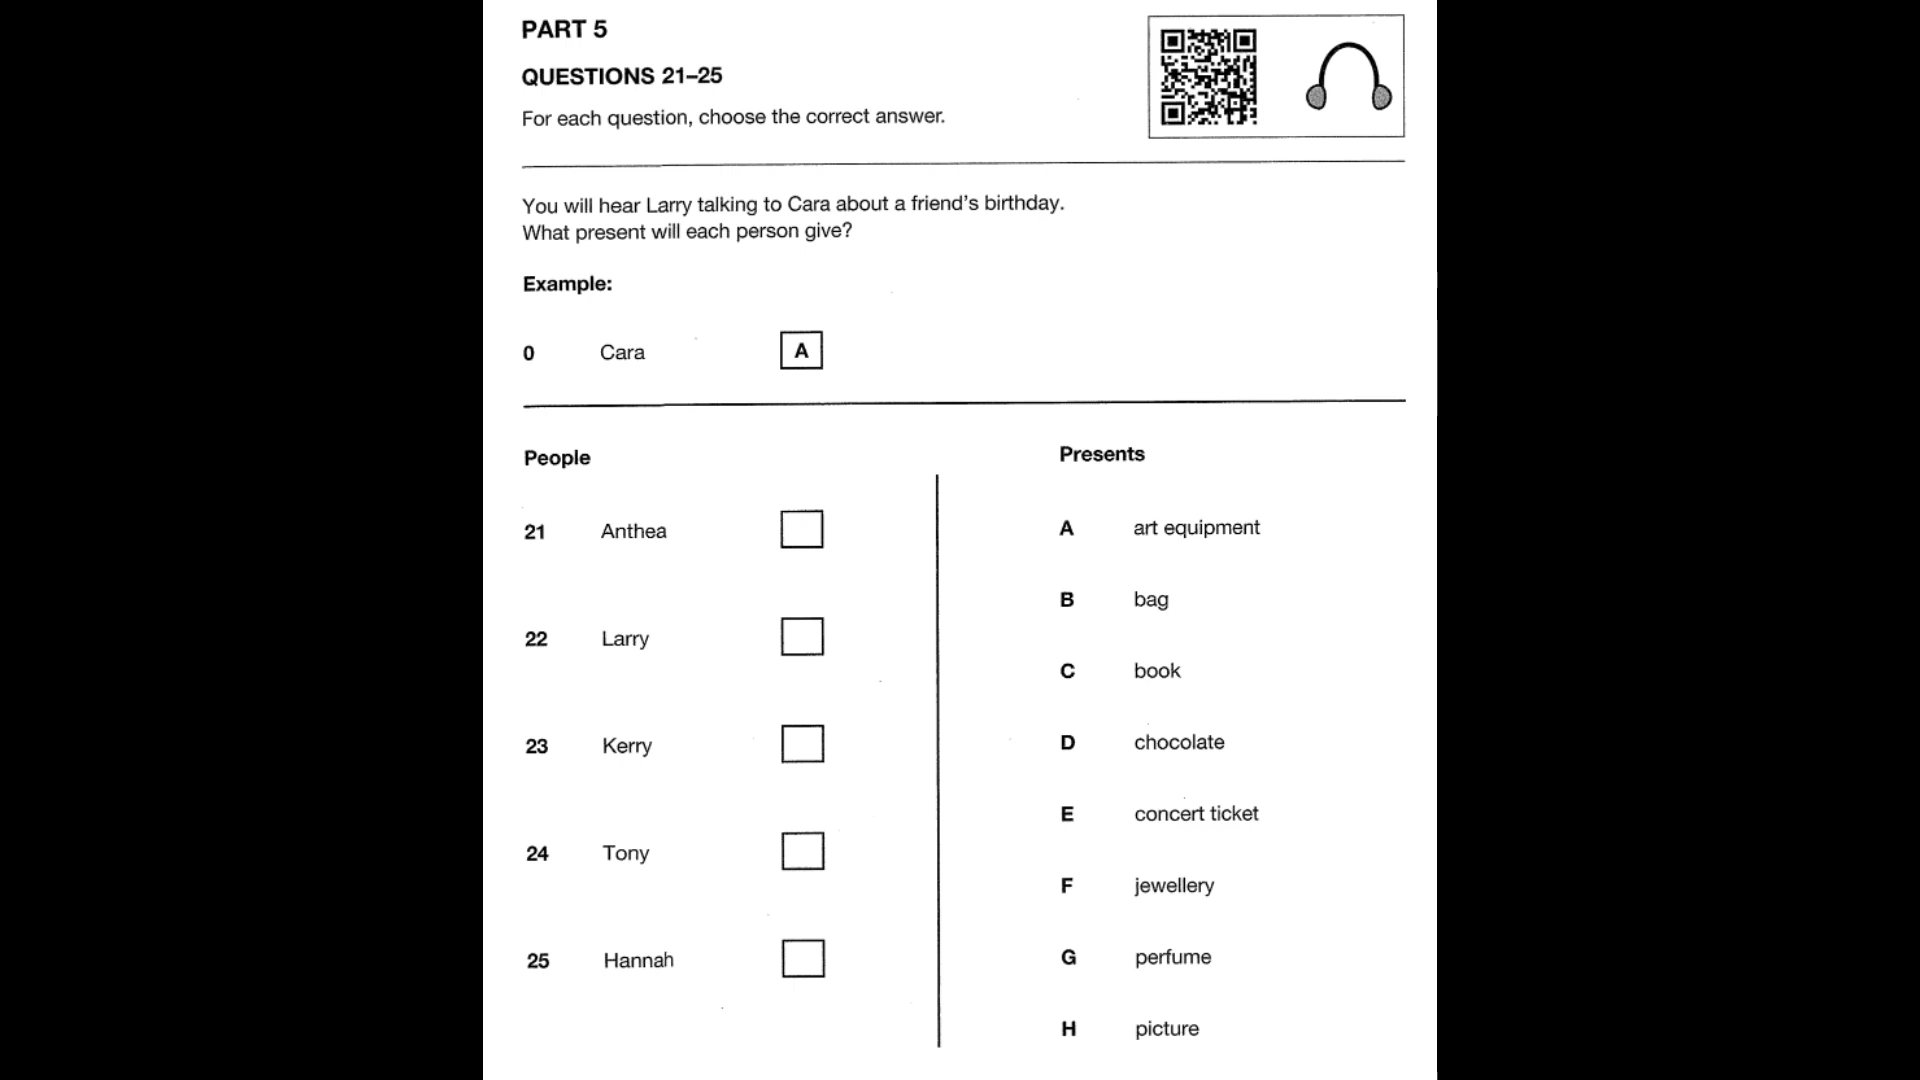 PART 5
QUESTIONS 21–25
For each question, choose the correct answer.
You will hear Larry talking to Cara about a friend's birthday.
What present will each person give?
Example:
0 Cara A
People
21 Anthea
22 Larry
23 Kerry
24 Tony
25 Hannah
Presents
A art equipment
B bag
C book
D chocolate
E concert ticket
F jewellery
G perfume
H picture